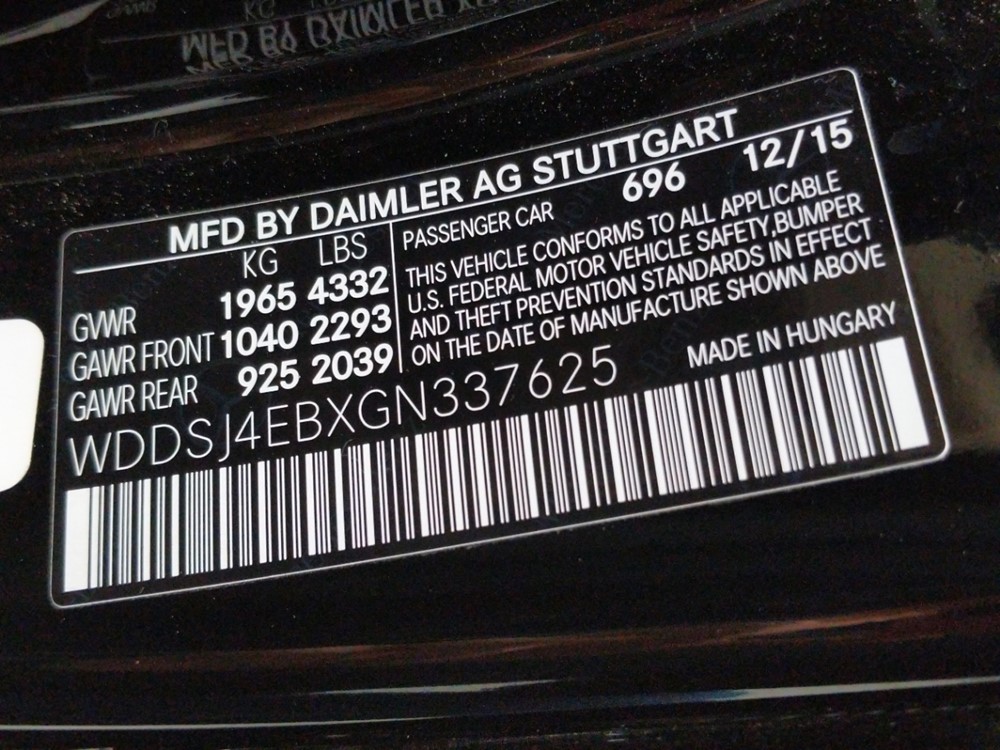 MFD BY DAIMLER AG STUTTGART
KG LBS
GVWR 1965 4332
GAWR FRONT 1040 2293
GAWR REAR 925 2039
PASSENGER CAR 696 12/15
THIS VEHICLE CONFORMS TO ALL APPLICABLE
U.S. FEDERAL MOTOR VEHICLE SAFETY,BUMPER
AND THEFT PREVENTION STANDARDS IN EFFECT
ON THE DATE OF MANUFACTURE SHOWN ABOVE
WDDSJ4EBXGN337625
MADE IN HUNGARY